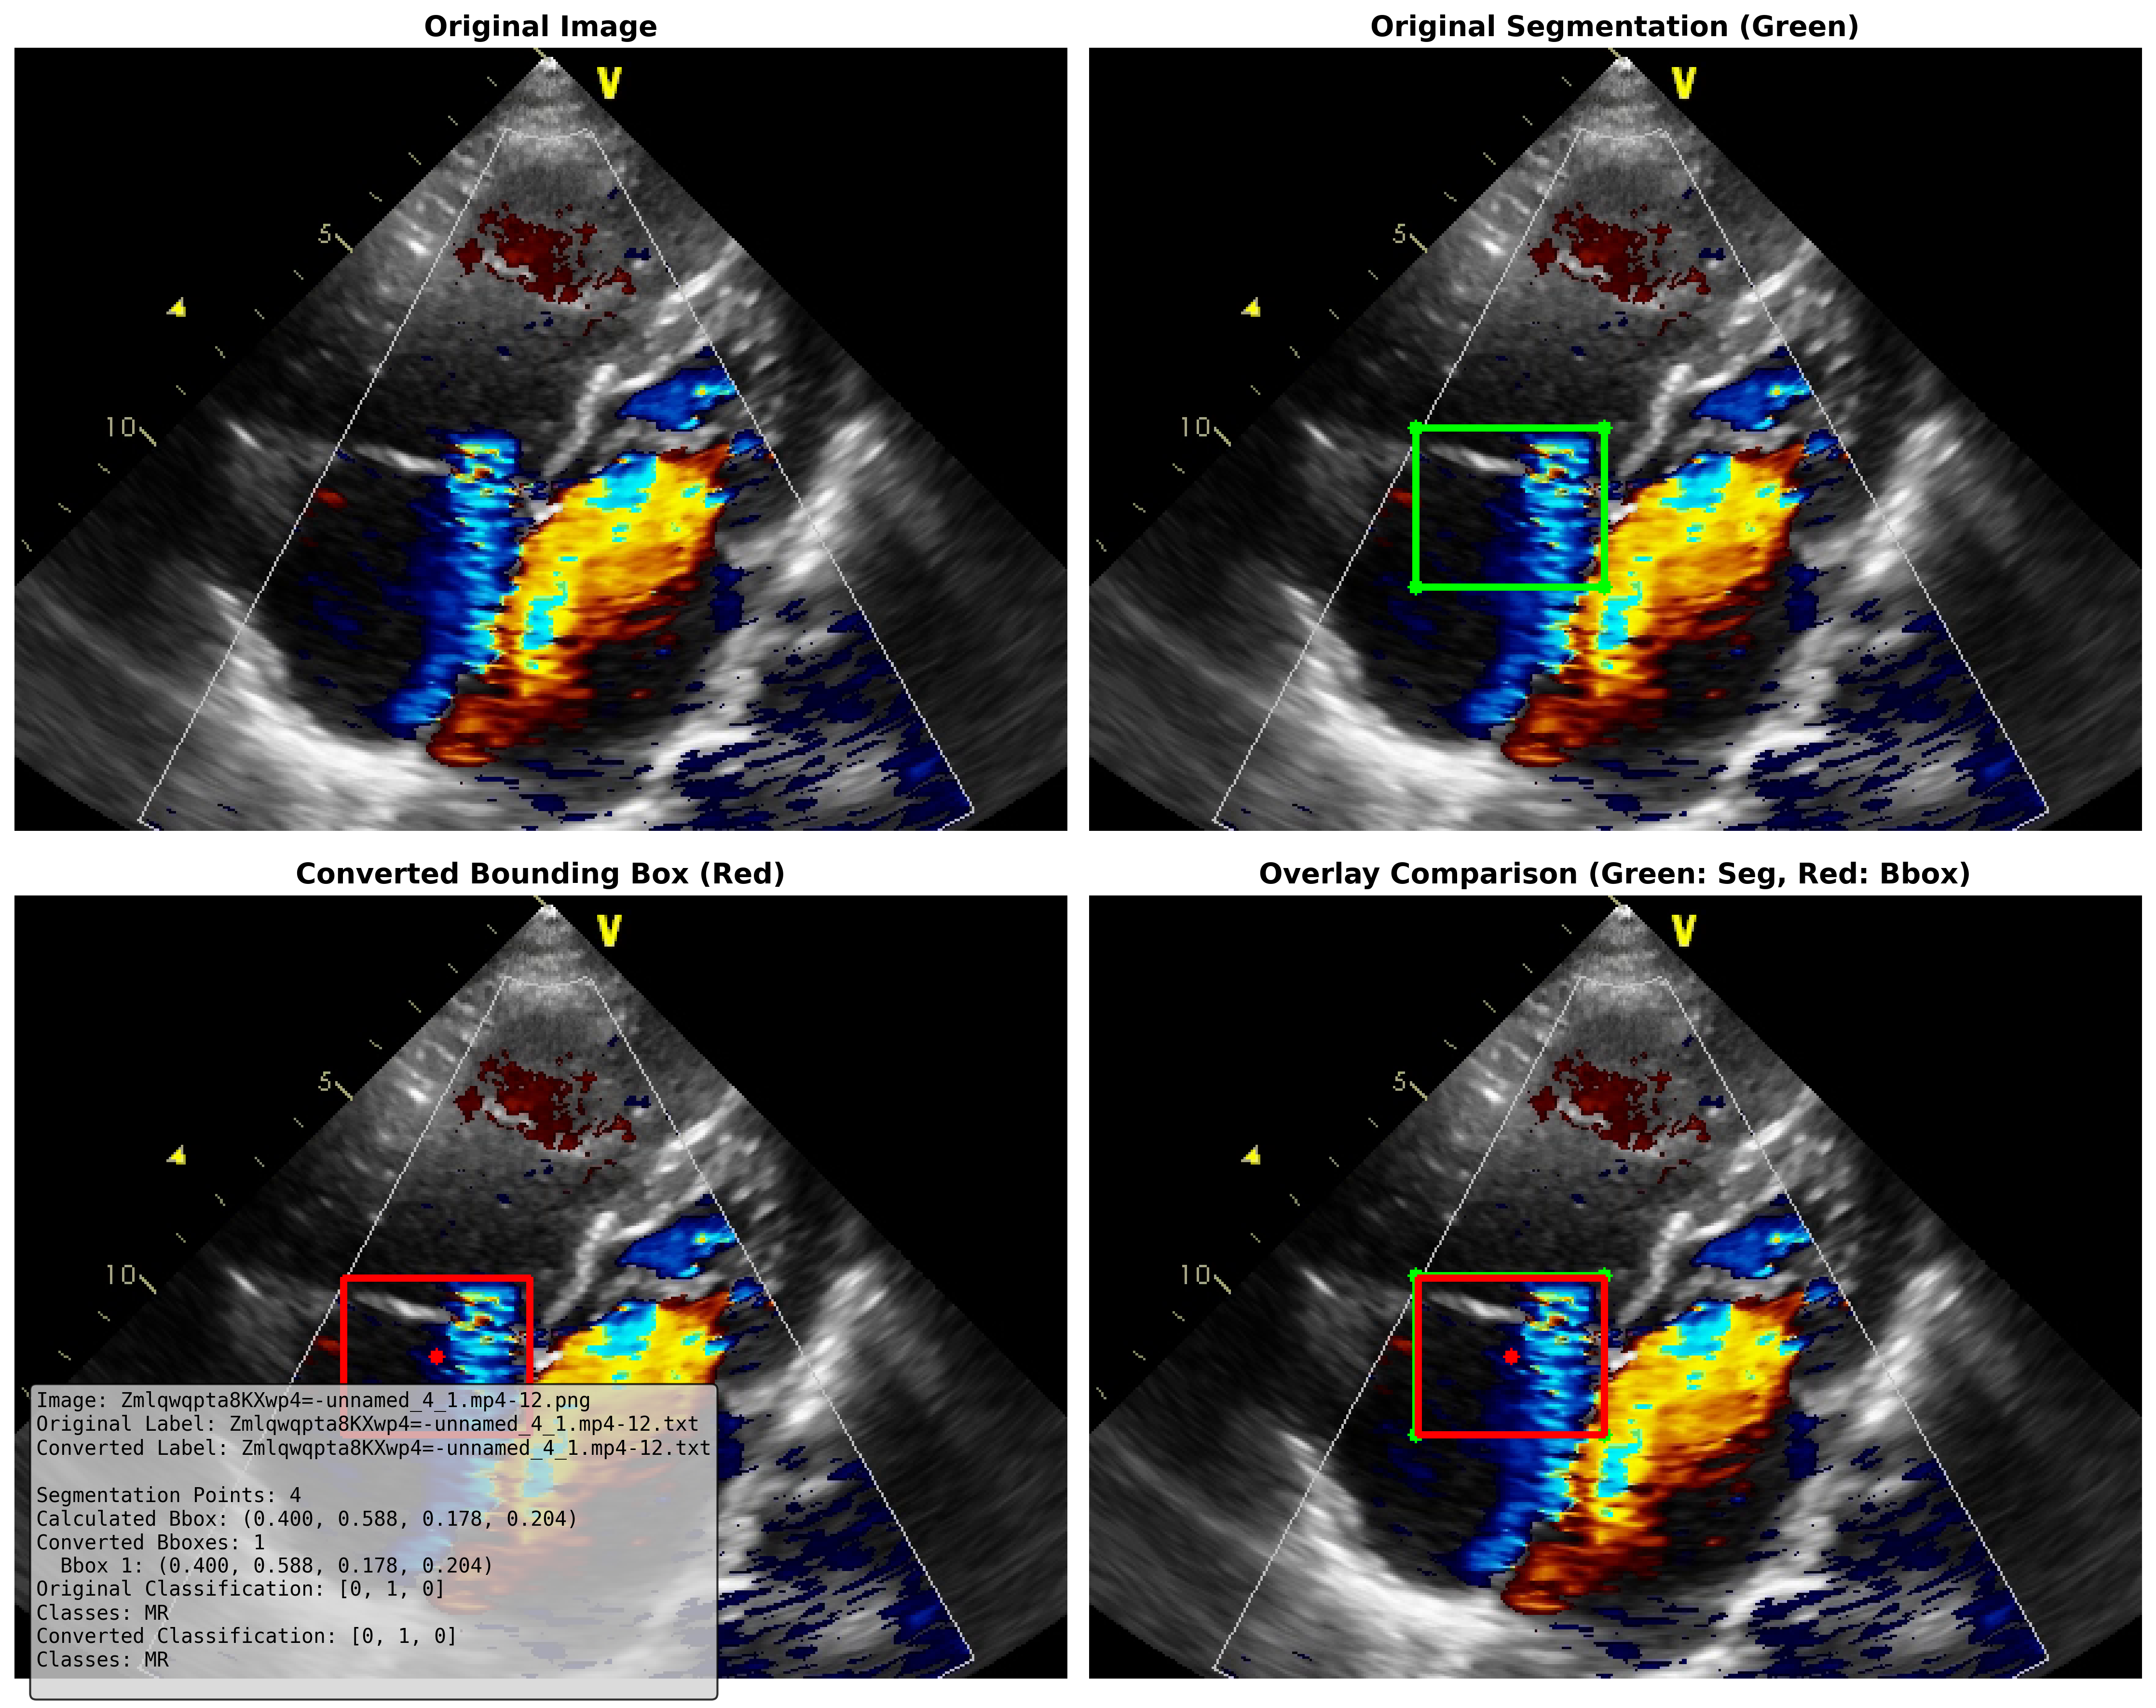 Original Image
Original Segmentation (Green)
V
5
10
V
5
10
Converted Bounding Box (Red)
Overlay Comparison (Green: Seg, Red: Bbox)
V
5
10
V
5
10
Image: Zmlqwqpta8KXwp4=-unnamed_4_1.mp4-12.png
Original Label: Zmlqwqpta8KXwp4=-unnamed_4_1.mp4-12.txt
Converted Label: Zmlqwqpta8KXwp4=-unnamed_4_1.mp4-12.txt
Segmentation Points: 4
Calculated Bbox: (0.400, 0.588, 0.178, 0.204)
Converted Bboxes: 1
Bbox 1: (0.400, 0.588, 0.178, 0.204)
Original Classification: [0, 1, 0]
Classes: MR
Converted Classification: [0, 1, 0]
Classes: MR